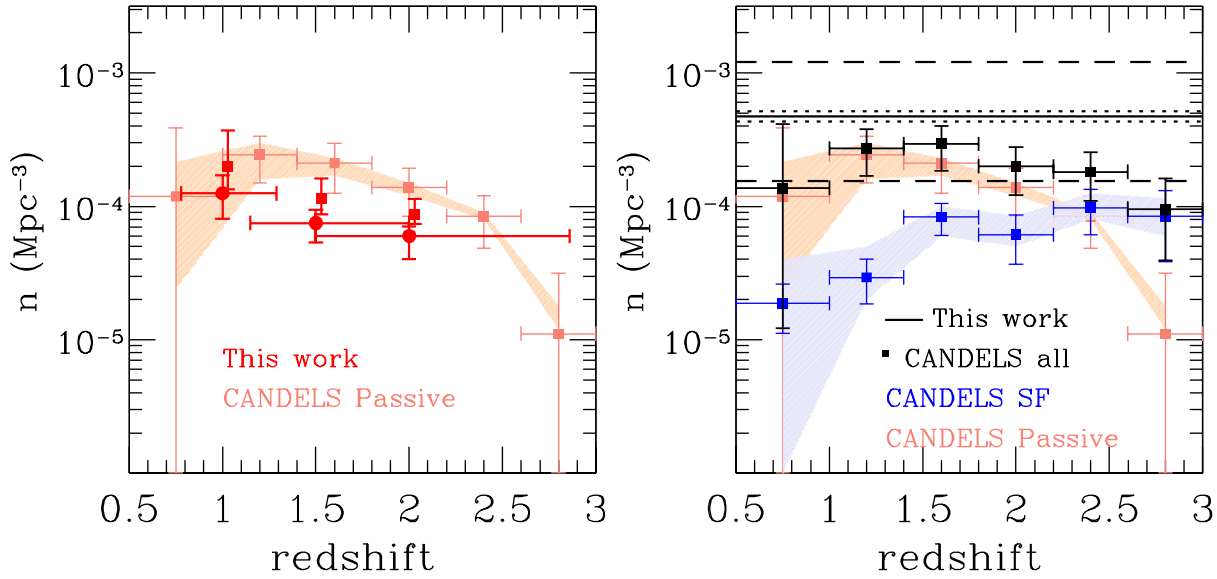 n (Mpc⁻³)
10⁻³
10⁻⁴
10⁻⁵
This work
CANDELS Passive
0.5 1 1.5 2 2.5 3
redshift
n (Mpc⁻³)
10⁻³
10⁻⁴
10⁻⁵
This work
CANDELS all
CANDELS SF
CANDELS Passive
0.5 1 1.5 2 2.5 3
redshift